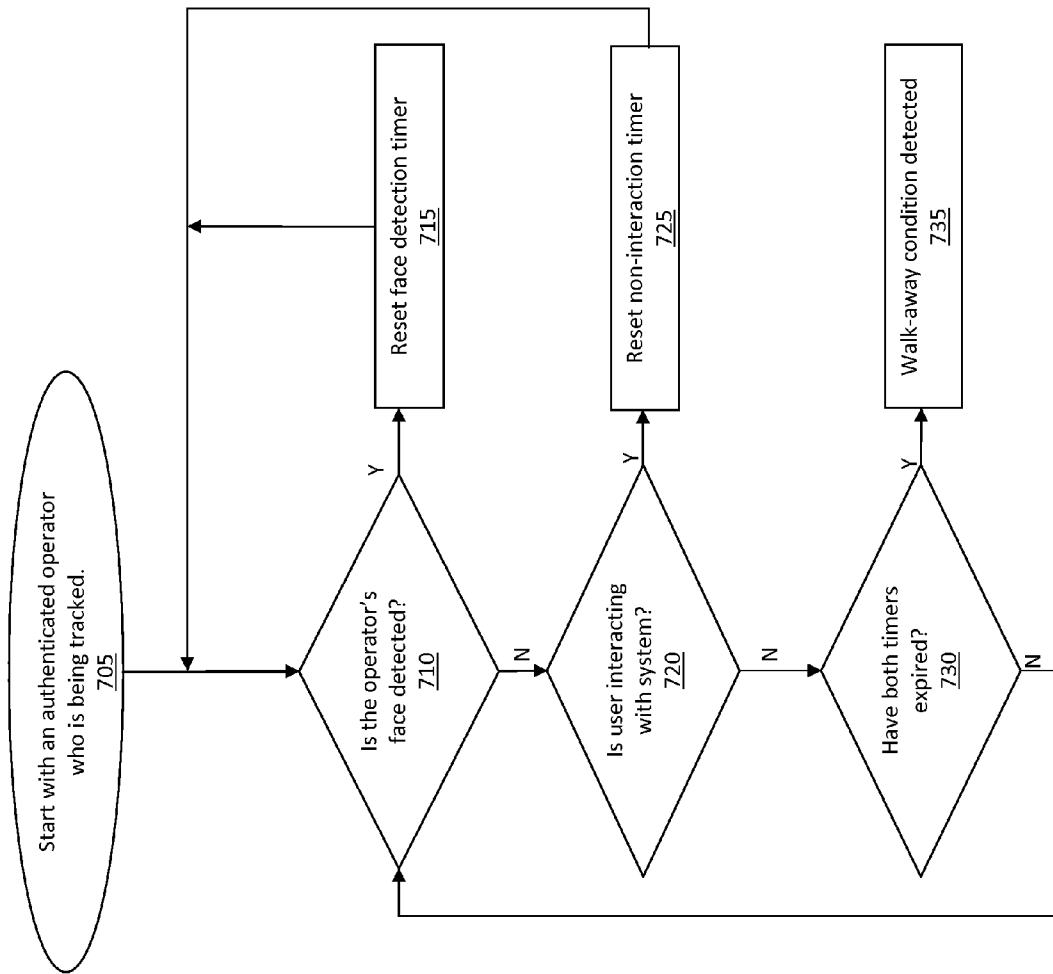 Start with an authenticated operator
who is being tracked.
705
Is the operator's
face detected?
710
Y
Reset face detection timer
715
N
Is user interacting
with system?
720
Y
Reset non-interaction timer
725
N
Have both timers
expired?
730
Y
Walk-away condition detected
735
N